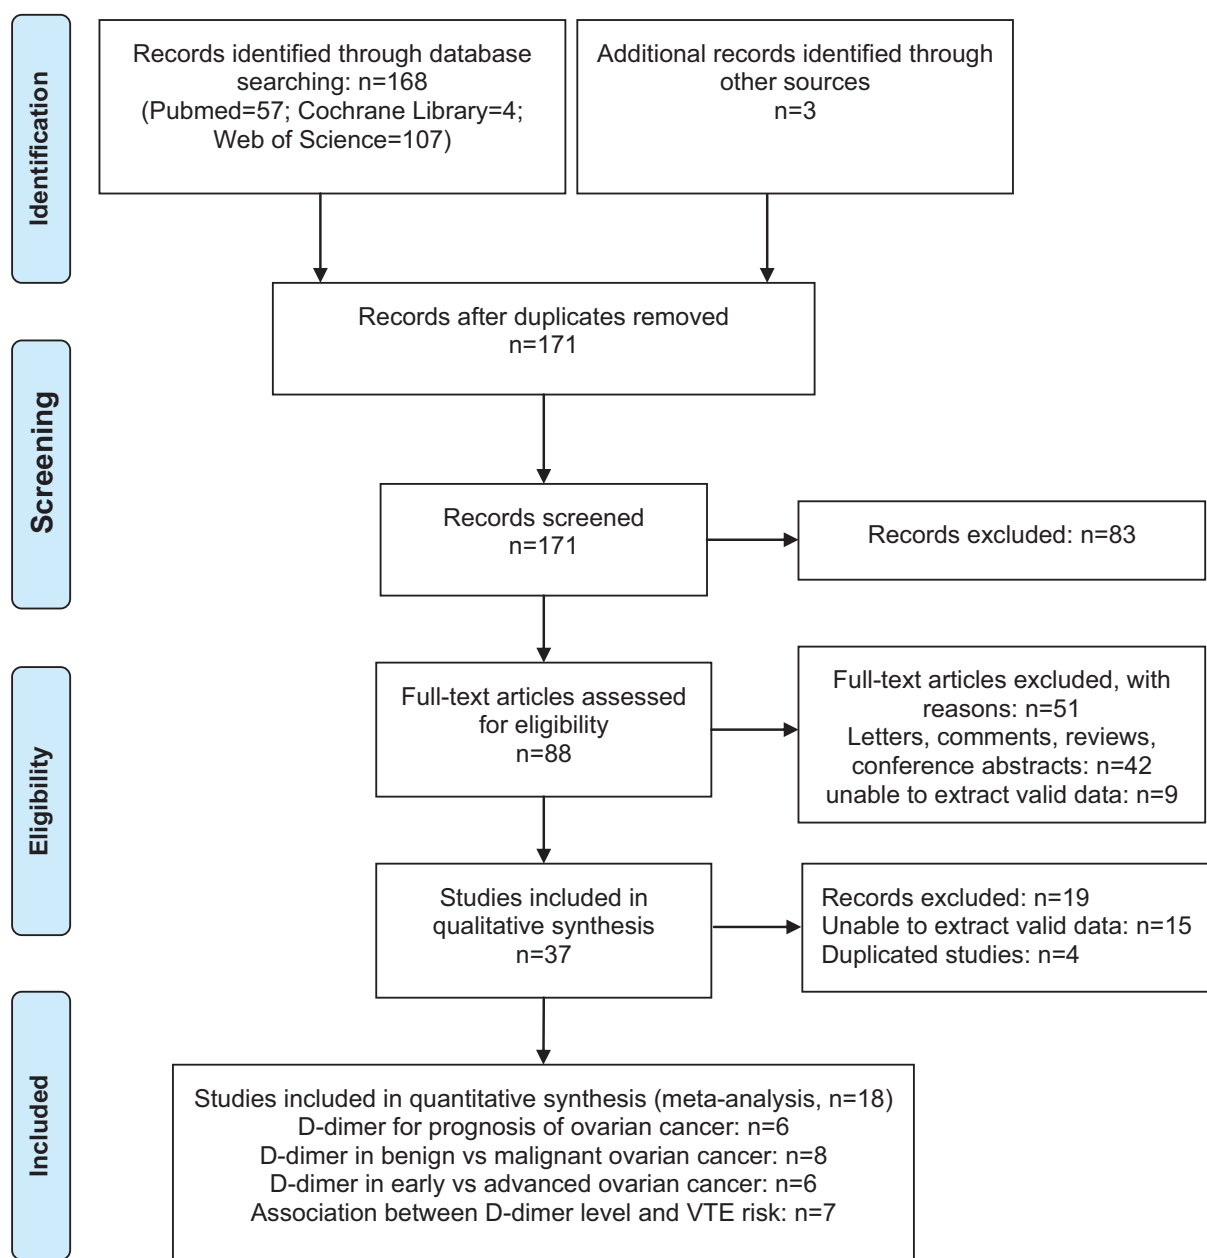 Identification
Records identified through database
searching: n=168
(Pubmed=57; Cochrane Library=4;
Web of Science=107)
Additional records identified through
other sources
n=3
Records after duplicates removed
n=171
Screening
Records screened
n=171
Records excluded: n=83
Eligibility
Full-text articles assessed
for eligibility
n=88
Full-text articles excluded, with
reasons: n=51
Letters, comments, reviews,
conference abstracts: n=42
unable to extract valid data: n=9
Studies included in
qualitative synthesis
n=37
Records excluded: n=19
Unable to extract valid data: n=15
Duplicated studies: n=4
Included
Studies included in quantitative synthesis (meta-analysis, n=18)
D-dimer for prognosis of ovarian cancer: n=6
D-dimer in benign vs malignant ovarian cancer: n=8
D-dimer in early vs advanced ovarian cancer: n=6
Association between D-dimer level and VTE risk: n=7